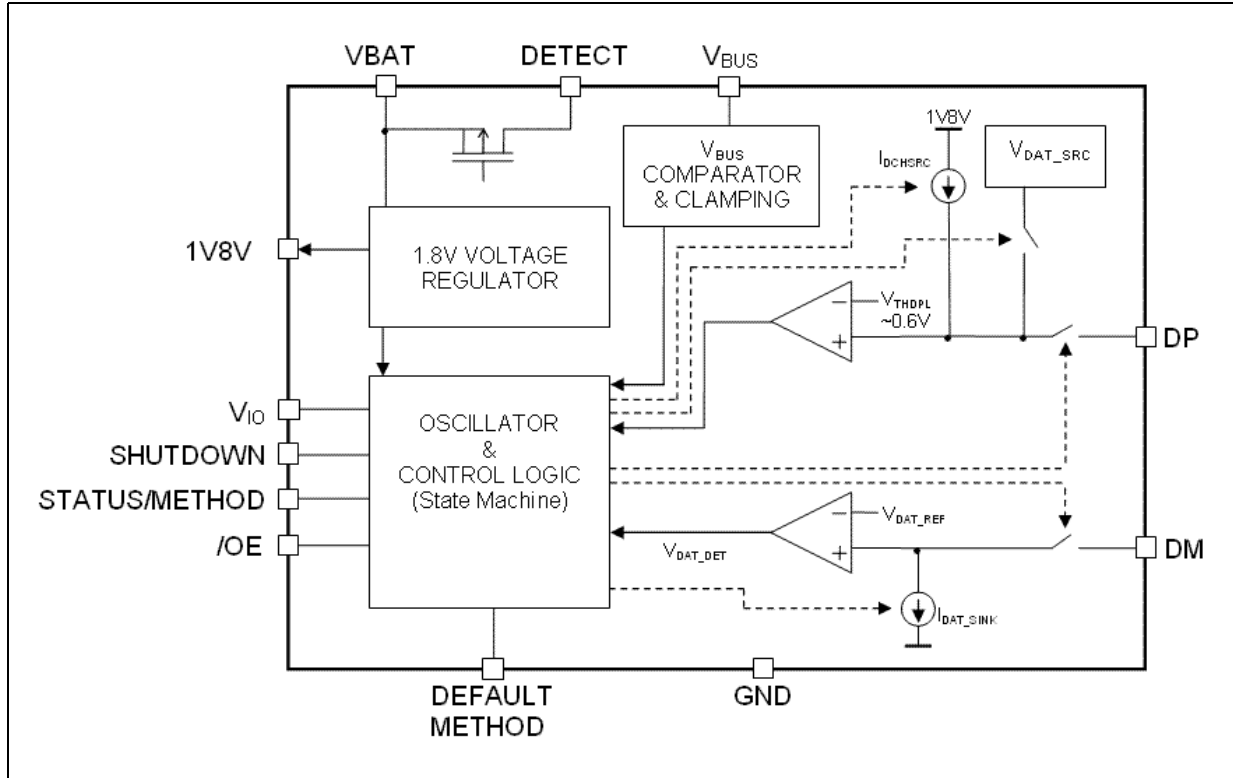 VBAT
DETECT
VBUS
1V8V
IDCHSRC
VDAT_SRC
VBUS
COMPARATOR
& CLAMPING
1V8V
1.8V VOLTAGE
REGULATOR
VTHDPL
~0.6V
DP
VIO
SHUTDOWN
STATUS/METHOD
/OE
OSCILLATOR
&
CONTROL LOGIC
(State Machine)
VDAT_REF
VDAT_DET
DM
IDAT_SINK
DEFAULT
METHOD
GND